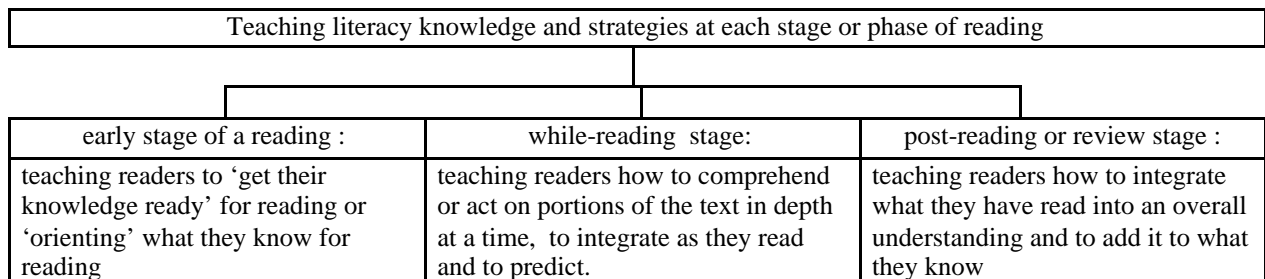 Teaching literacy knowledge and strategies at each stage or phase of reading
early stage of a reading :
teaching readers to ‘get their
knowledge ready’ for reading or
‘orienting’ what they know for
reading
while-reading stage:
teaching readers how to comprehend
or act on portions of the text in depth
at a time, to integrate as they read
and to predict.
post-reading or review stage :
teaching readers how to integrate
what they have read into an overall
understanding and to add it to what
they know